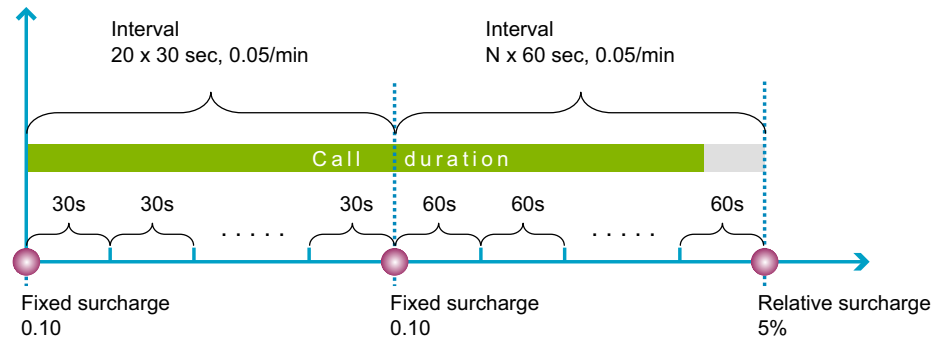 Interval
20 x 30 sec, 0.05/min
Interval
N x 60 sec, 0.05/min
Call duration
30s
30s
30s
60s
60s
60s
. . . . .
. . . . .
Fixed surcharge
0.10
Fixed surcharge
0.10
Relative surcharge
5%